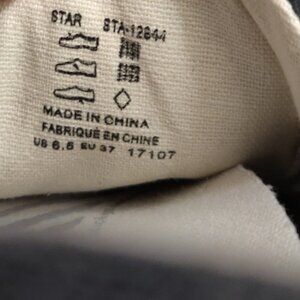 STAR STA-12844
MADE IN CHINA
FABRIQUÉ EN CHINE
US 6.5 EU 37 17107